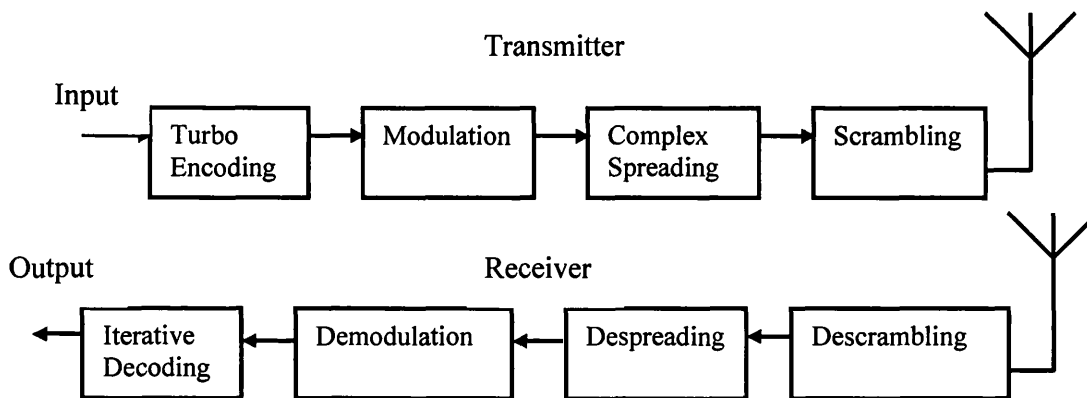 Transmitter
Input
Turbo
Encoding
Modulation
Complex
Spreading
Scrambling
Output
Receiver
Iterative
Decoding
Demodulation
Despreading
Descrambling